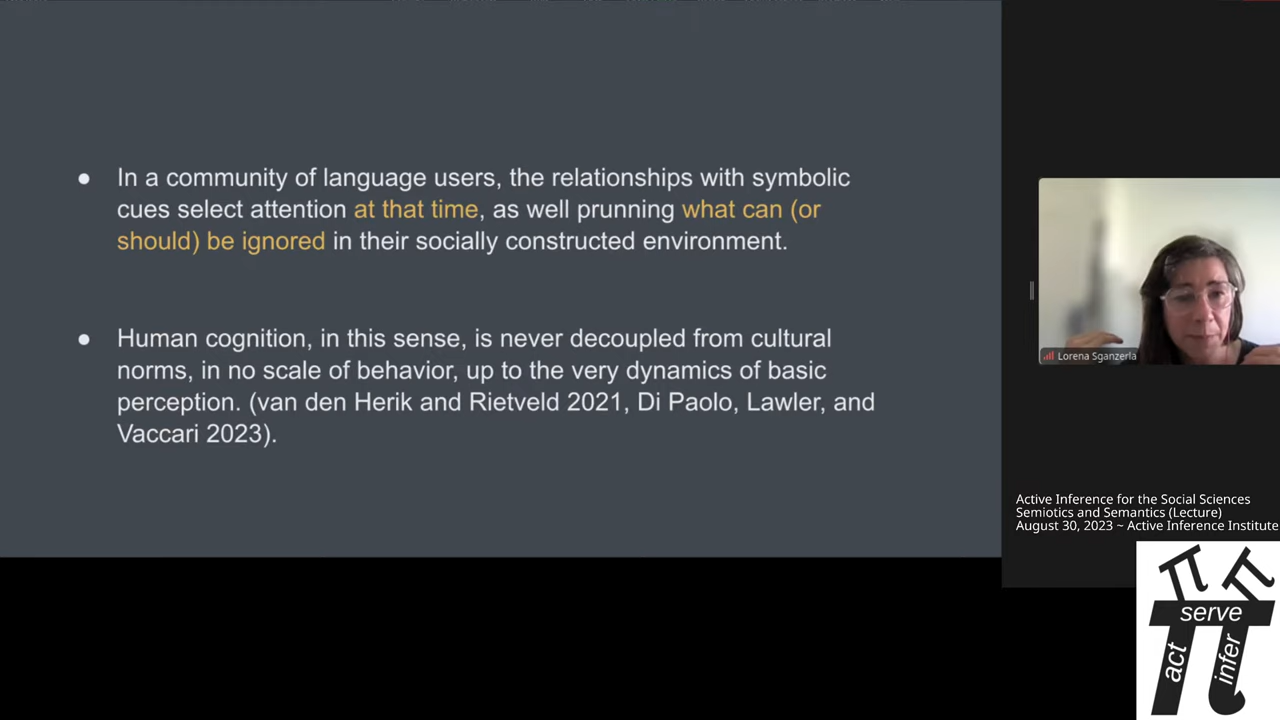 ● In a community of language users, the relationships with symbolic
cues select attention at that time, as well prunning what can (or
should) be ignored in their socially constructed environment.
● Human cognition, in this sense, is never decoupled from cultural
norms, in no scale of behavior, up to the very dynamics of basic
perception. (van den Herik and Rietveld 2021, Di Paolo, Lawler, and
Vaccari 2023).
Lorena Sganzerla
Active Inference for the Social Sciences
Semiotics and Semantics (Lecture)
August 30, 2023 ~ Active Inference Institute
π π
serve
act
infer